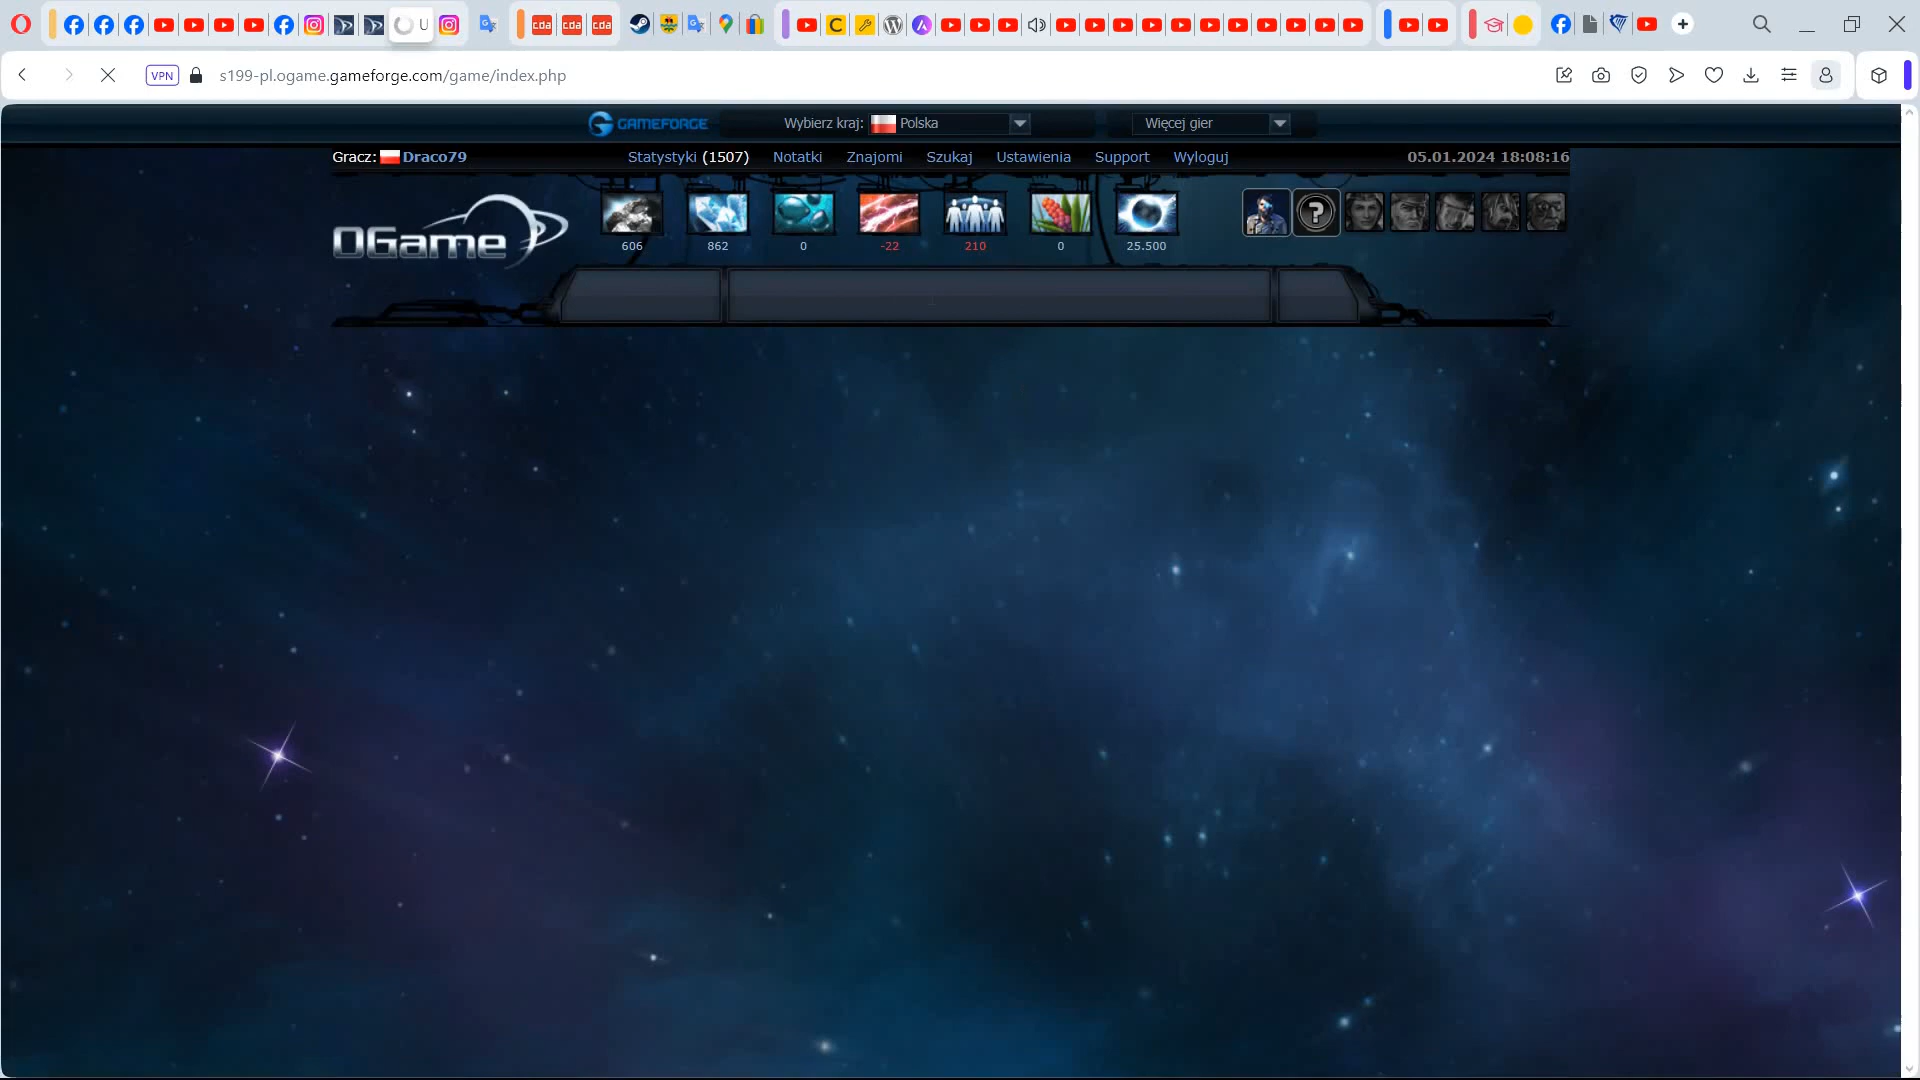 U
VPN s199-pl.ogame.gameforge.com/game/index.php
GAMEFORGE Wybierz kraj: Polska Więcej gier
Gracz: Draco79 Statystyki (1507) Notatki Znajomi Szukaj Ustawienia Support Wyloguj 05.01.2024 18:08:16
OGame
606 862 0 -22 210 0 25.500